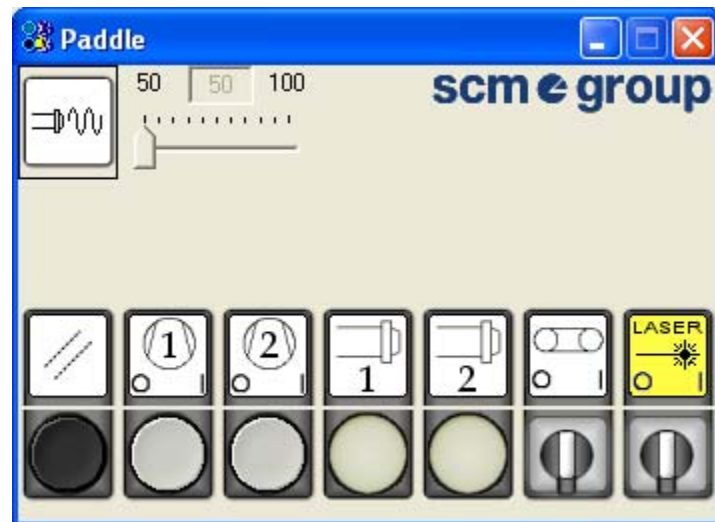 Paddle
50 50 100
scm group
1 2 1 2 LASER
O I O I O I O I